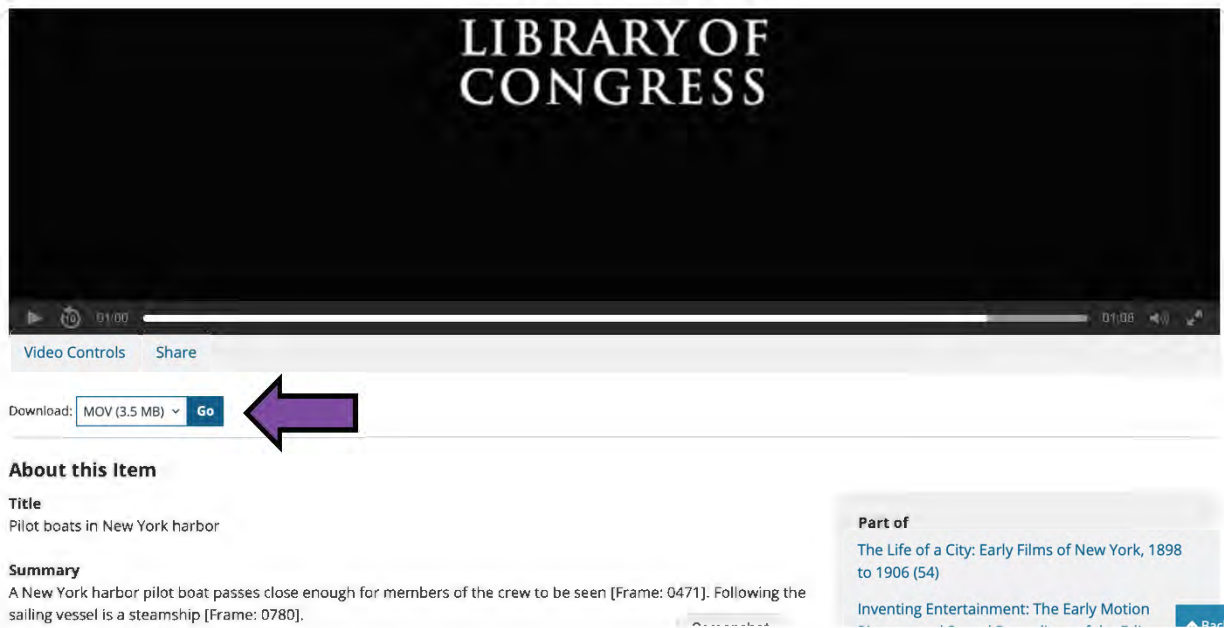 LIBRARY OF
CONGRESS
10 01:00 01:06
Video Controls Share
Download: MOV (3.5 MB) Go
About this Item
Title
Pilot boats in New York harbor
Summary
A New York harbor pilot boat passes close enough for members of the crew to be seen [Frame: 0471]. Following the
sailing vessel is a steamship [Frame: 0780].
Part of
The Life of a City: Early Films of New York, 1898
to 1906 (54)
Inventing Entertainment: The Early Motion